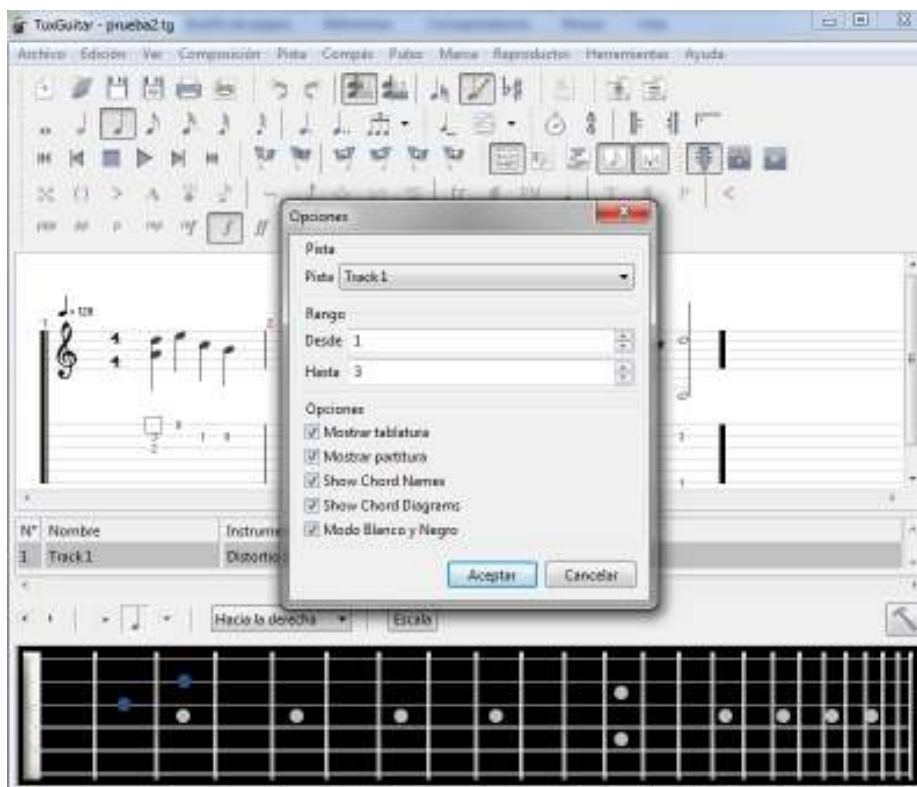 TuxGuitar - prueba2.tg
Archivo Edición Ver Composición Pista Compás Pulso Marca Reproductor Herramientas Ayuda
Opciones
Pista
Pista Track 1
Rango
Desde 1
Hasta 3
Opciones
Mostrar tablatura
Mostrar partitura
Show Chord Names
Show Chord Diagrams
Modo Blanco y Negro
Aceptar Cancelar
N° Nombre
1 Track 1
Hacia la derecha Escala